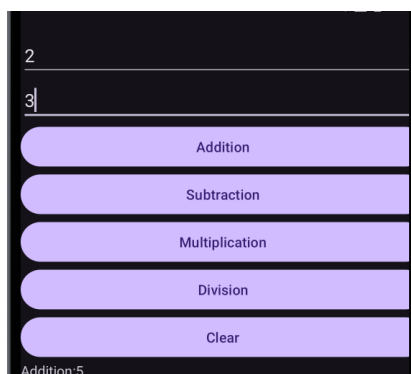 2
3
Addition
Subtraction
Multiplication
Division
Clear
Addition:5